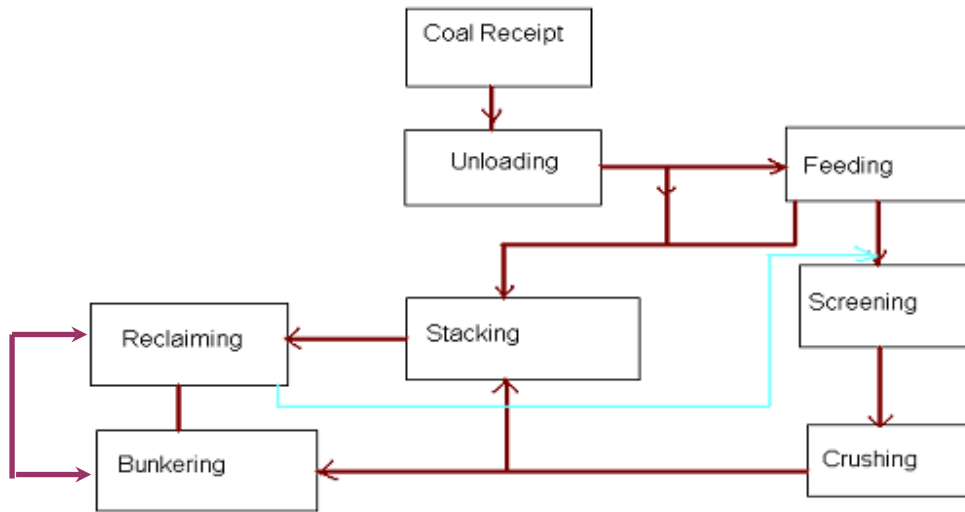 Coal Receipt
Unloading
Feeding
Screening
Reclaiming
Stacking
Bunkering
Crushing